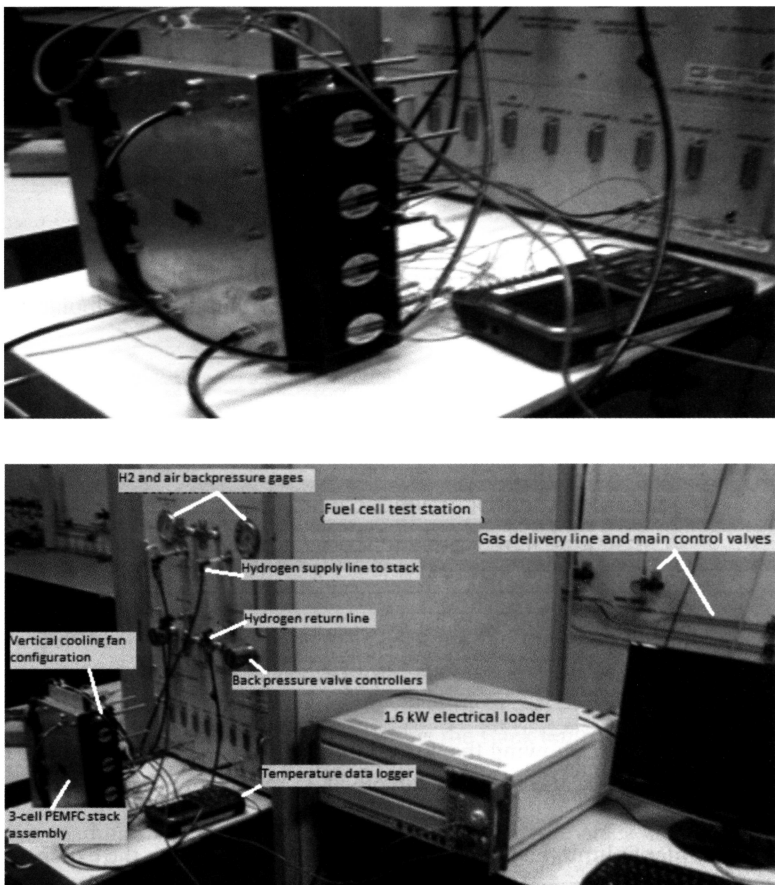 H2 and air backpressure gages
Fuel cell test station
Gas delivery line and main control valves
Hydrogen supply line to stack
Hydrogen return line
Vertical cooling fan
configuration
Back pressure valve controllers
1.6 kW electrical loader
Temperature data logger
3-cell PEMFC stack
assembly